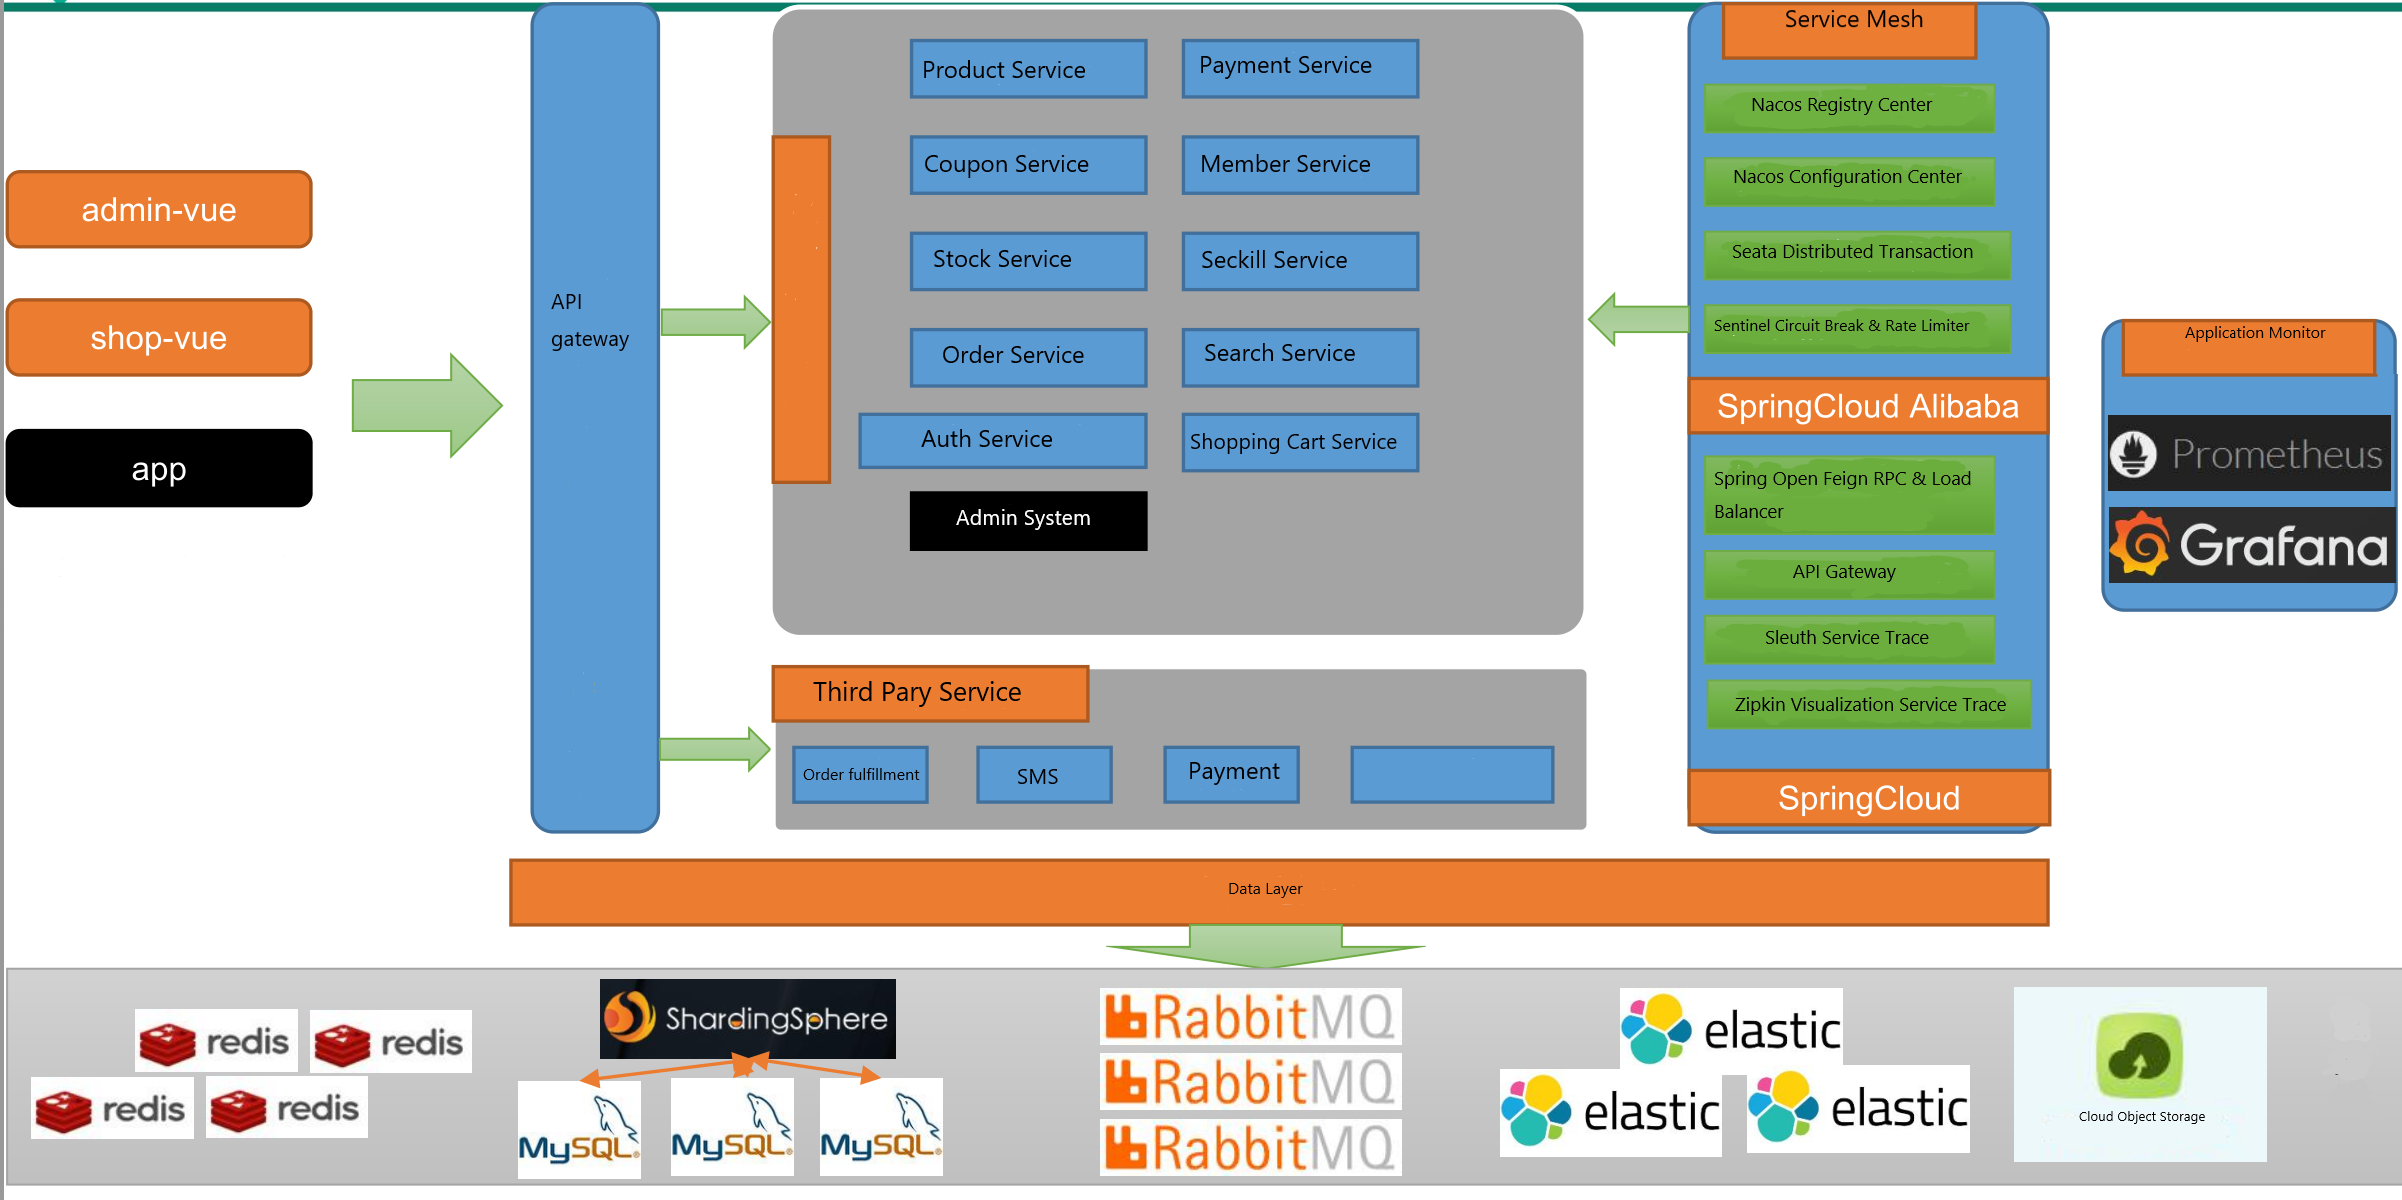 admin-vue
shop-vue
app
API
gateway
Product Service
Payment Service
Coupon Service
Member Service
Stock Service
Seckill Service
Order Service
Search Service
Auth Service
Shopping Cart Service
Admin System
Third Pary Service
Order fulfillment
SMS
Payment
Service Mesh
Nacos Registry Center
Nacos Configuration Center
Seata Distributed Transaction
Sentinel Circuit Break & Rate Limiter
SpringCloud Alibaba
Spring Open Feign RPC & Load
Balancer
API Gateway
Sleuth Service Trace
Zipkin Visualization Service Trace
SpringCloud
Application Monitor
Prometheus
Grafana
Data Layer
redis
redis
redis
redis
ShardingSphere
MySQL
MySQL
MySQL
RabbitMQ
RabbitMQ
RabbitMQ
elastic
elastic
elastic
Cloud Object Storage